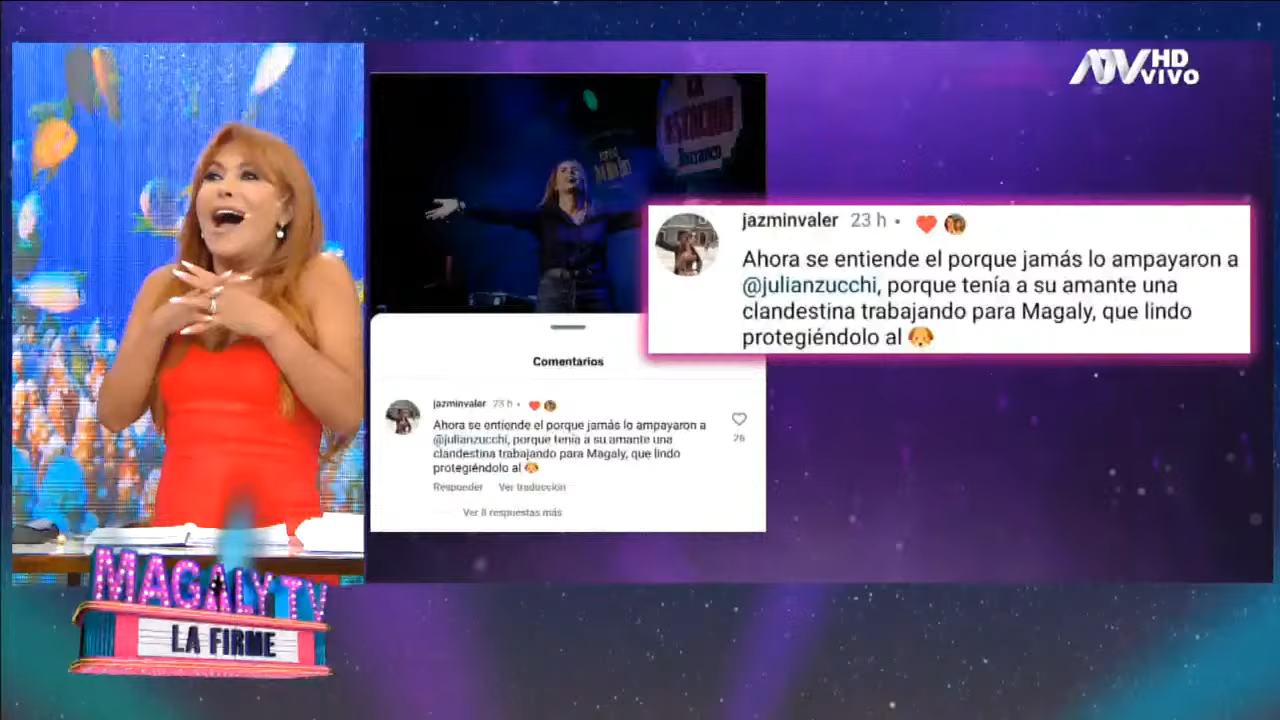 ATV HD
VIVO
LA
ESTACION
Barranco
jazminvaler 23 h •
Ahora se entiende el porque jamás lo ampayaron a
@julianzucchi, porque tenía a su amante una
clandestina trabajando para Magaly, que lindo
protegiéndolo al 🐶
Comentarios
jazminvaler 23 h •
Ahora se entiende el porque jamás lo ampayaron a
@julianzucchi, porque tenía a su amante una
clandestina trabajando para Magaly, que lindo
protegiéndolo al 🐶
26
Responder Ver traducción
Ver 8 respuestas más
MAGALY TV
LA FIRME